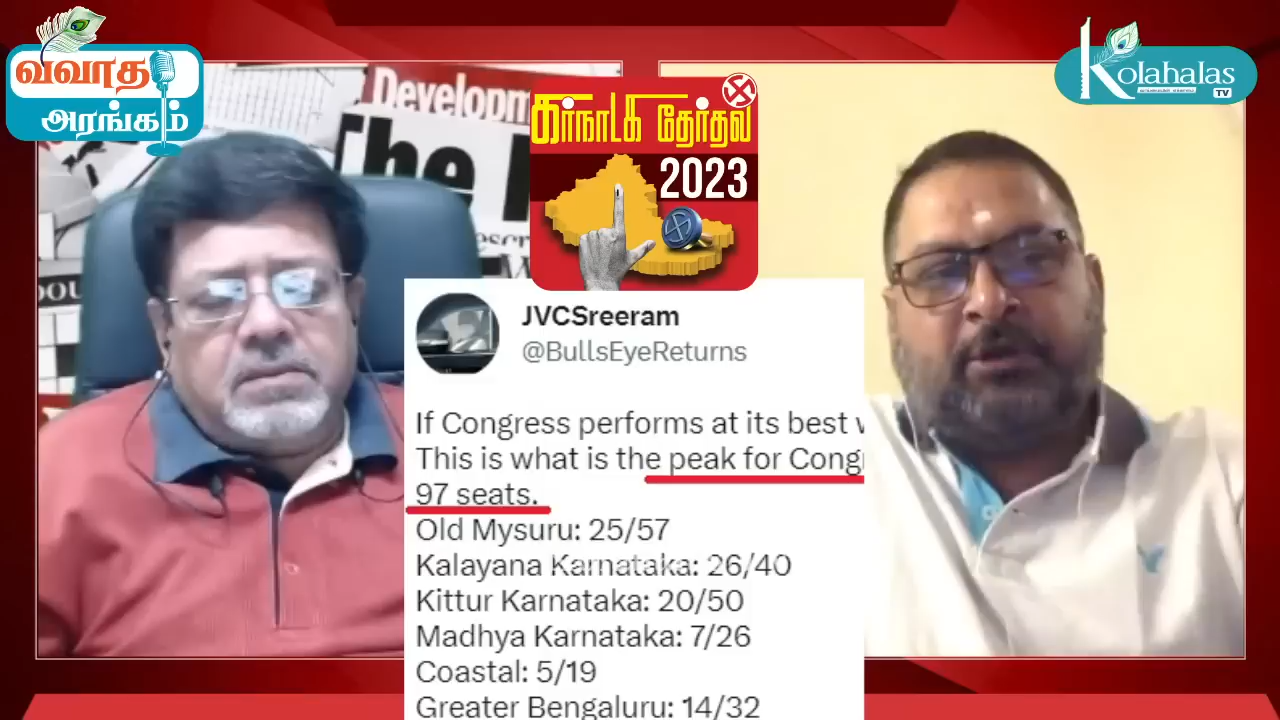 விவாத
அரங்கம்
Developm
The
escr
Kolahalas
TV
கர்நாடக தேர்தல்
2023
JVCSreeram
@BullsEyeReturns
If Congress performs at its best w
This is what is the peak for Congr
97 seats.
Old Mysuru: 25/57
Kalayana Karnataka: 26/40
Kittur Karnataka: 20/50
Madhya Karnataka: 7/26
Coastal: 5/19
Greater Bengaluru: 14/32